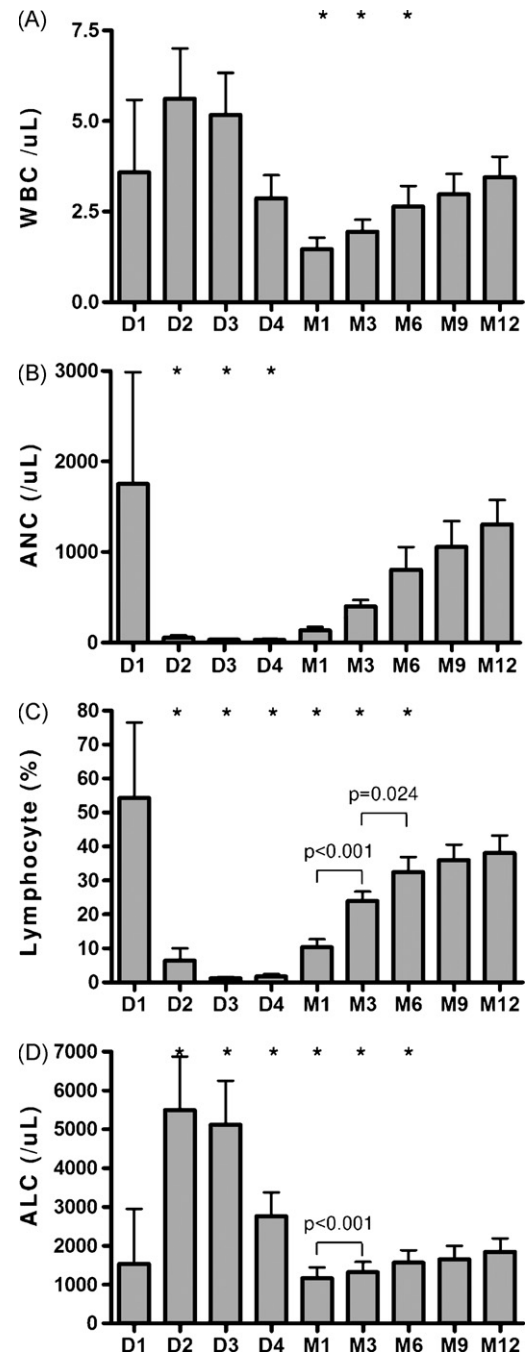 (A)
* * *
7.5
5.0
2.5
0.0
WBC /uL
D1 D2 D3 D4 M1 M3 M6 M9 M12
(B)
* * *
3000
2000
1000
0
ANC (/uL)
D1 D2 D3 D4 M1 M3 M6 M9 M12
(C)
* * * * * *
80
70
60
50
40
30
20
10
0
Lymphocyte (%)
p=0.024
p<0.001
D1 D2 D3 D4 M1 M3 M6 M9 M12
(D)
* * * * * *
7000
6000
5000
4000
3000
2000
1000
0
ALC (/uL)
p<0.001
D1 D2 D3 D4 M1 M3 M6 M9 M12